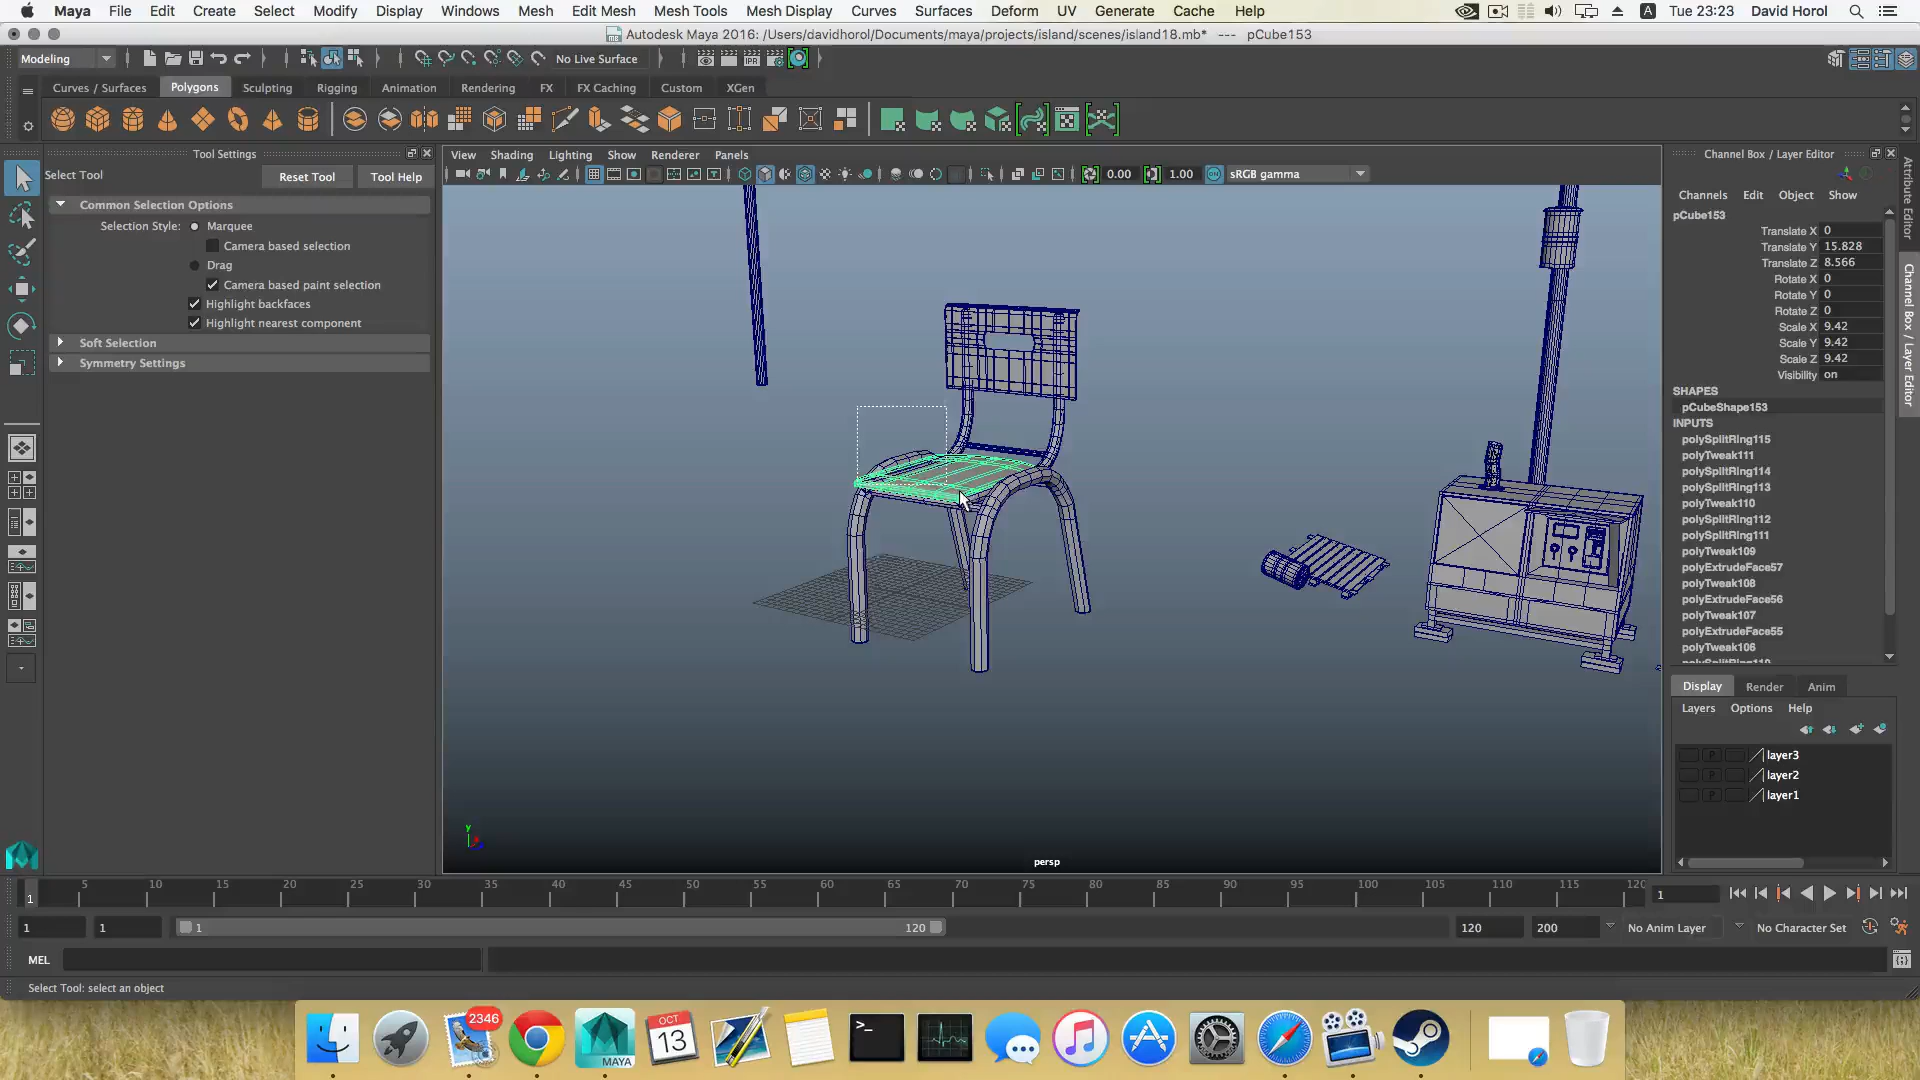 Maya File Edit Create Select Modify Display Windows Mesh Edit Mesh Mesh Tools Mesh Display Curves Surfaces Deform UV Generate Cache Help A Tue 23:23 David Horol
Autodesk Maya 2016: /Users/davidhorol/Documents/maya/projects/island/scenes/island18.mb* --- pCube153
Modeling No Live Surface
Curves / Surfaces Polygons Sculpting Rigging Animation Rendering FX FX Caching Custom XGen
Tool Settings
Select Tool Reset Tool Tool Help
Common Selection Options
Selection Style: Marquee
Camera based selection
Drag
Camera based paint selection
Highlight backfaces
Highlight nearest component
Soft Selection
Symmetry Settings
View Shading Lighting Show Renderer Panels
0.00 1.00 sRGB gamma
y
persp
Channel Box / Layer Editor
Channels Edit Object Show
pCube153
Translate X 0
Translate Y 15.828
Translate Z 8.566
Rotate X 0
Rotate Y 0
Rotate Z 0
Scale X 9.42
Scale Y 9.42
Scale Z 9.42
Visibility on
SHAPES
pCubeShape153
INPUTS
polySplitRing115
polyTweak111
polySplitRing114
polySplitRing113
polyTweak110
polySplitRing112
polySplitRing111
polyTweak109
polyExtrudeFace57
polyTweak108
polyExtrudeFace56
polyTweak107
polyExtrudeFace55
polyTweak106
Display Render Anim
Layers Options Help
P layer3
P layer2
P layer1
Attribute Editor
Channel Box / Layer Editor
1 5 10 15 20 25 30 35 40 45 50 55 60 65 70 75 80 85 90 95 100 105 110 115 120 1
1 1 1 120 120 200 No Anim Layer No Character Set
MEL
Select Tool: select an object
2346
MAYA
OCT
13
>_